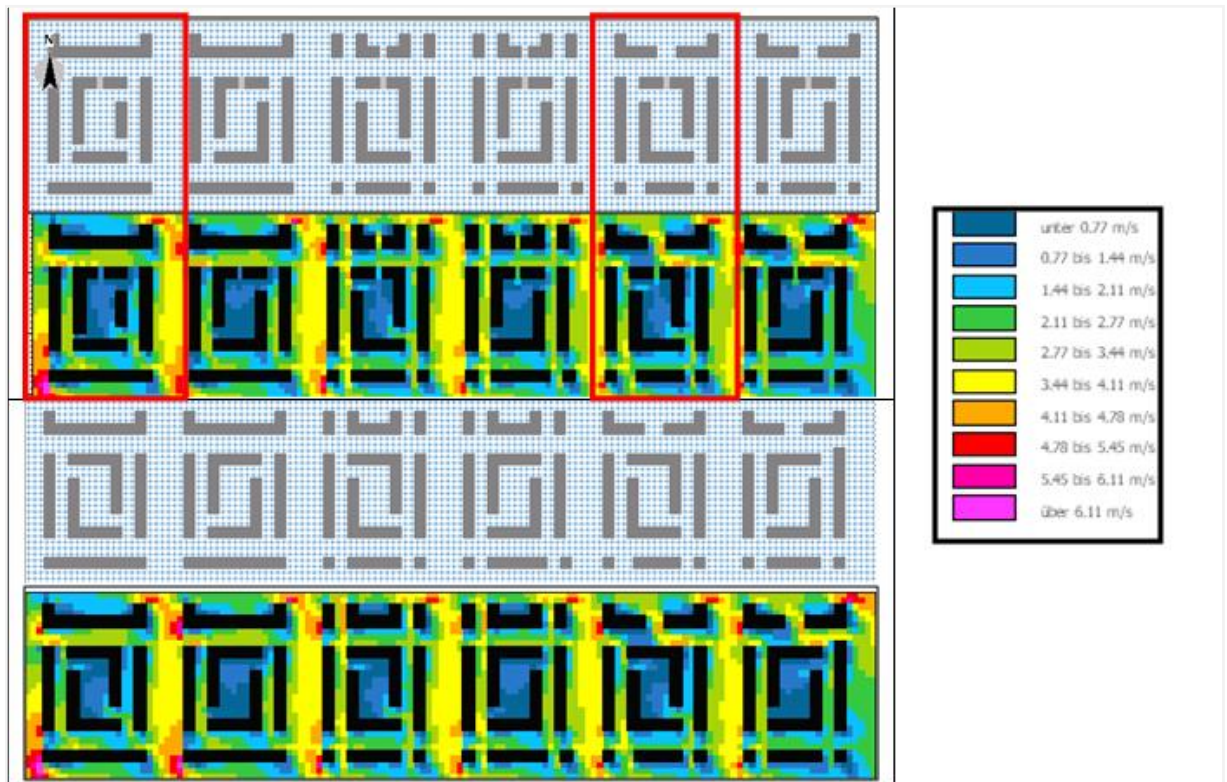 N
unter 0.77 m/s
0.77 bis 1.44 m/s
1.44 bis 2.11 m/s
2.11 bis 2.77 m/s
2.77 bis 3.44 m/s
3.44 bis 4.11 m/s
4.11 bis 4.78 m/s
4.78 bis 5.45 m/s
5.45 bis 6.11 m/s
über 6.11 m/s